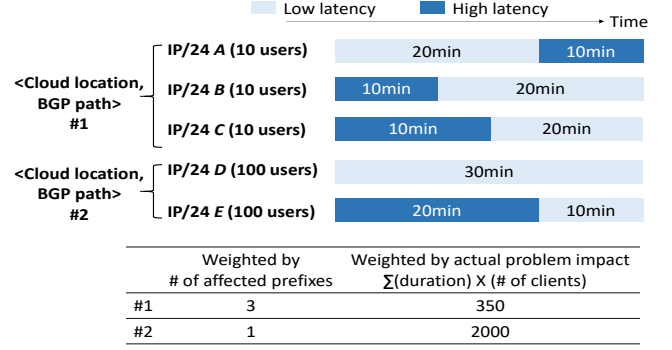 Low latency High latency
Time
IP/24 A (10 users) 20min 10min
<Cloud location,
BGP path>
#1
IP/24 B (10 users) 10min 20min
IP/24 C (10 users) 10min 20min
<Cloud location,
BGP path>
#2
IP/24 D (100 users) 30min
IP/24 E (100 users) 20min 10min
Weighted by
# of affected prefixes
Weighted by actual problem impact
∑(duration) X (# of clients)
#1 3 350
#2 1 2000